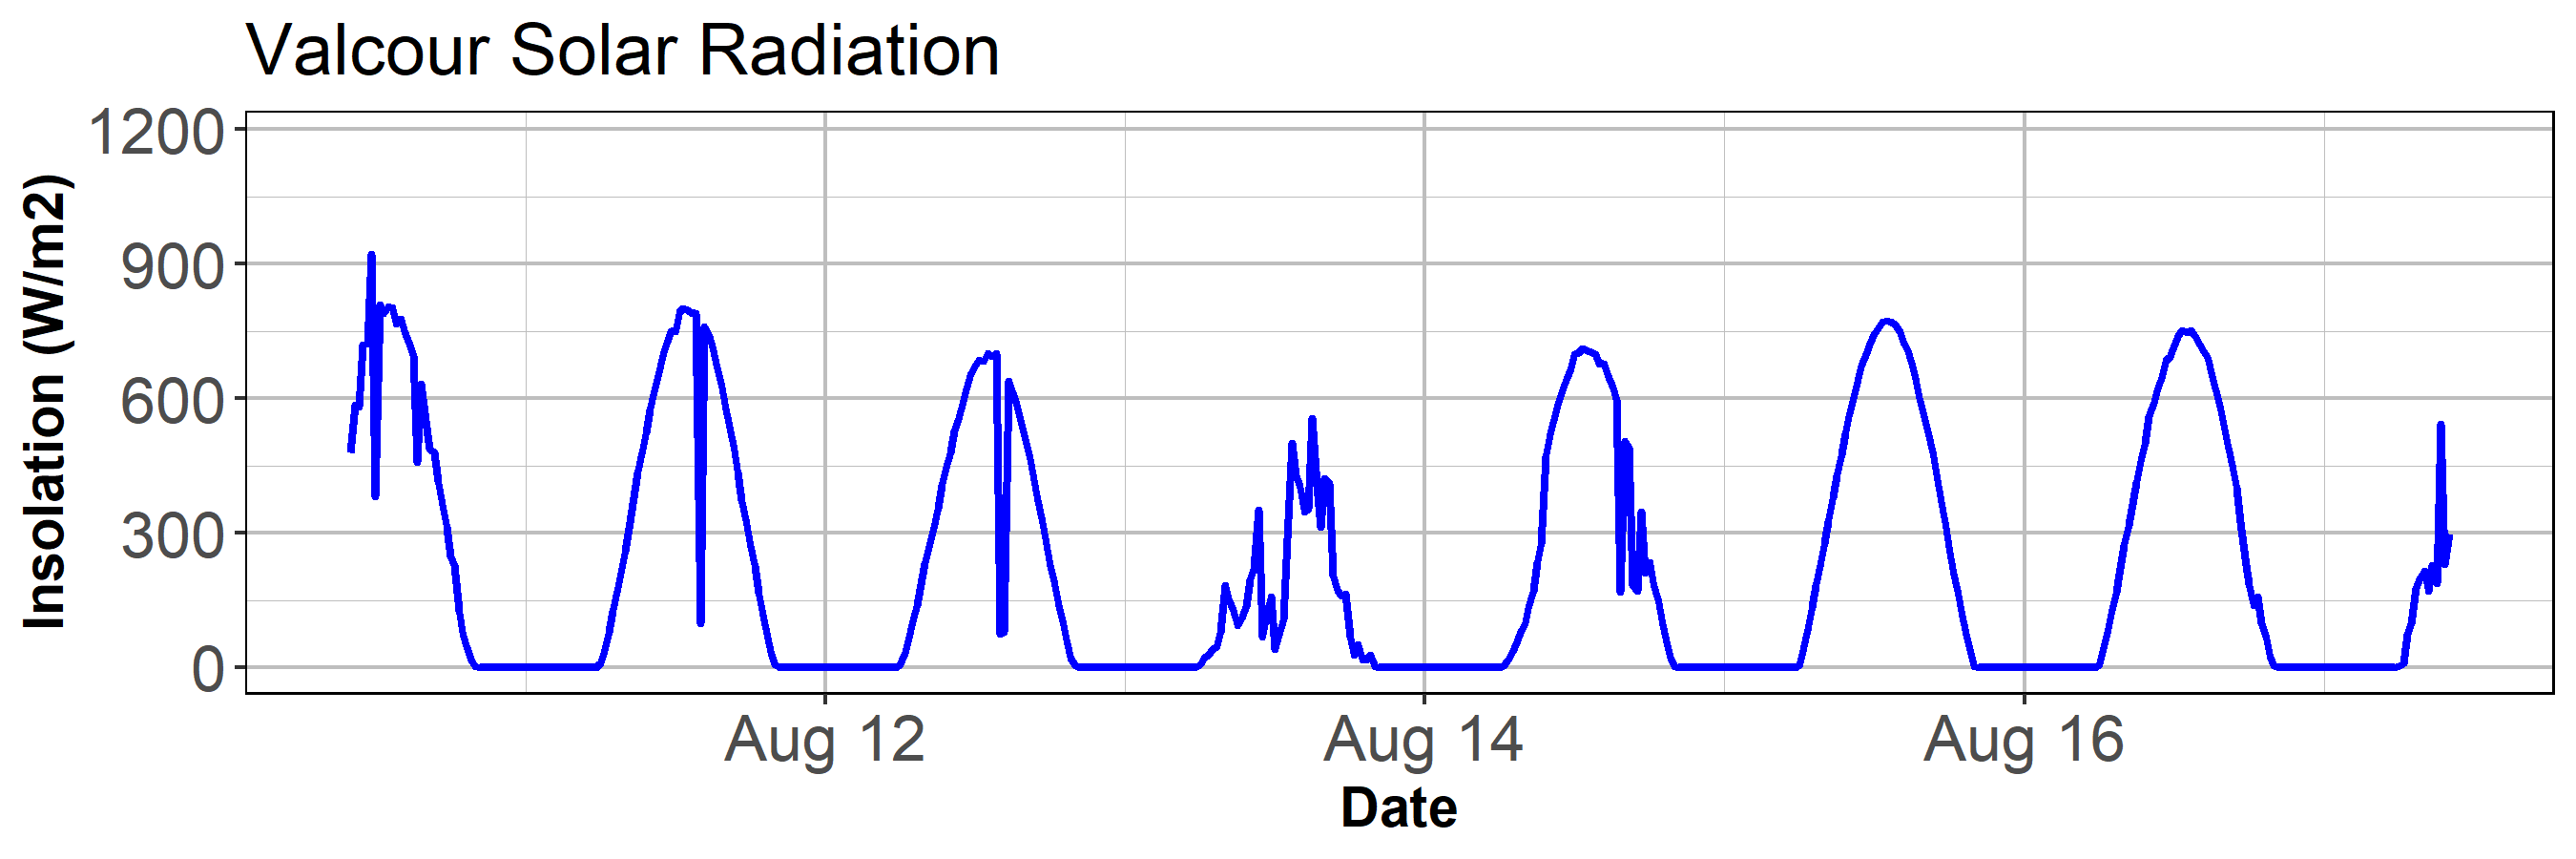 Valcour Solar Radiation
1200
900
600
300
0
Insolation (W/m2)
Aug 12
Aug 14
Aug 16
Date